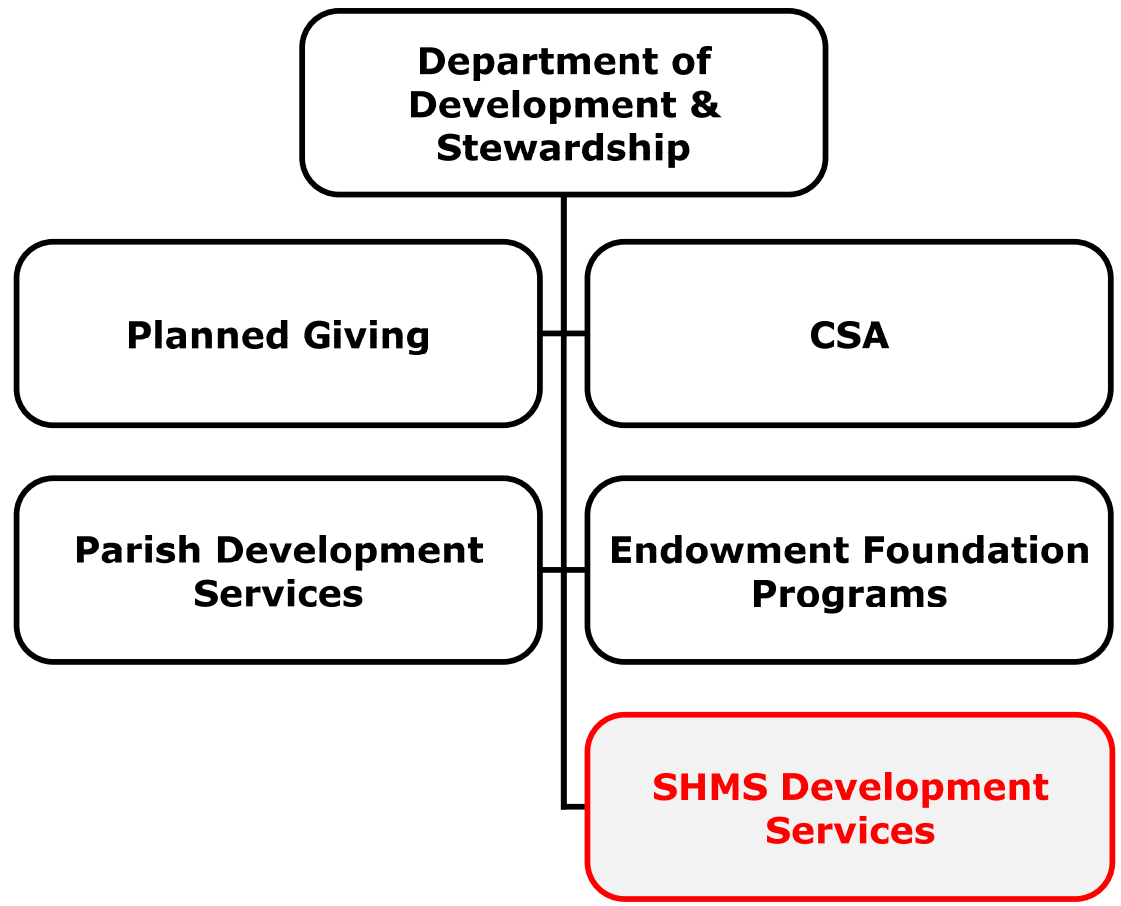 Department of
Development &
Stewardship
Planned Giving
CSA
Parish Development
Services
Endowment Foundation
Programs
SHMS Development
Services